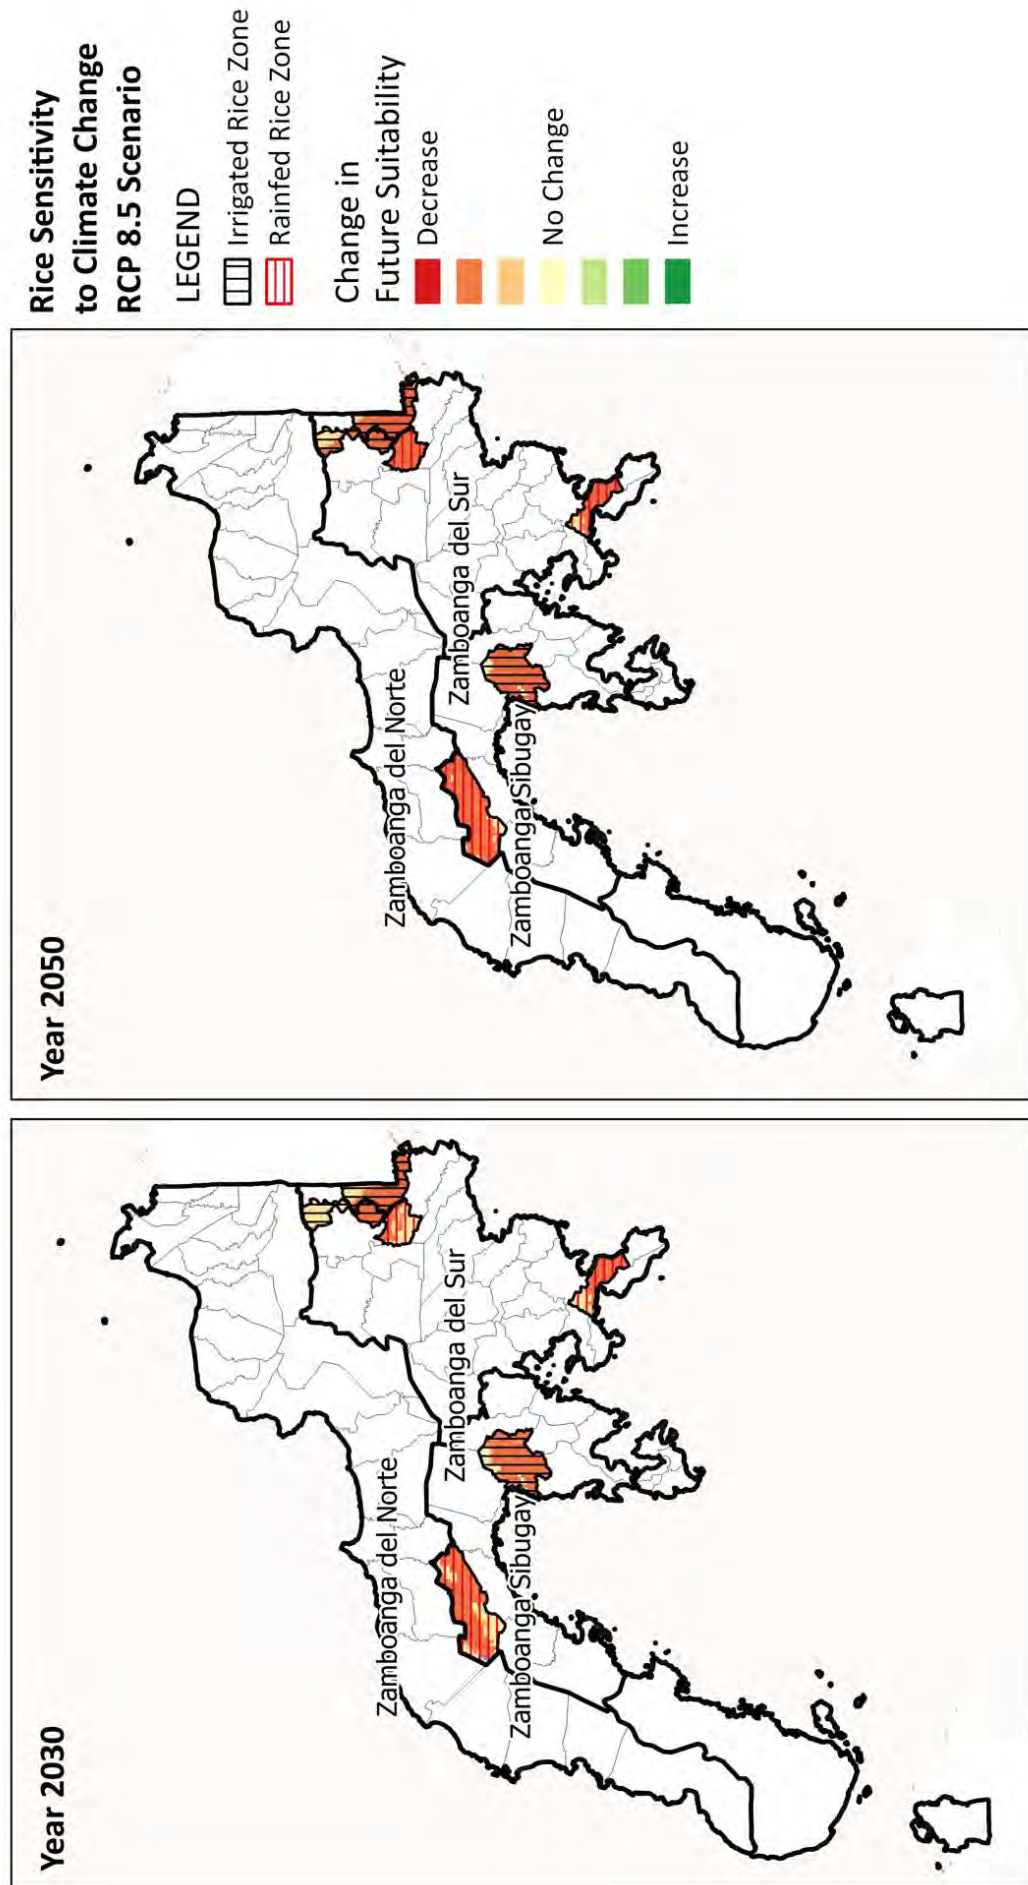 Year 2030
Zamboanga del Norte
Zamboanga del Sur
Zamboanga Sibugay
Year 2050
Zamboanga del Norte
Zamboanga del Sur
Zamboanga Sibugay
Rice Sensitivity
to Climate Change
RCP 8.5 Scenario
LEGEND
Irrigated Rice Zone
Rainfed Rice Zone
Change in
Future Suitability
Decrease
No Change
Increase